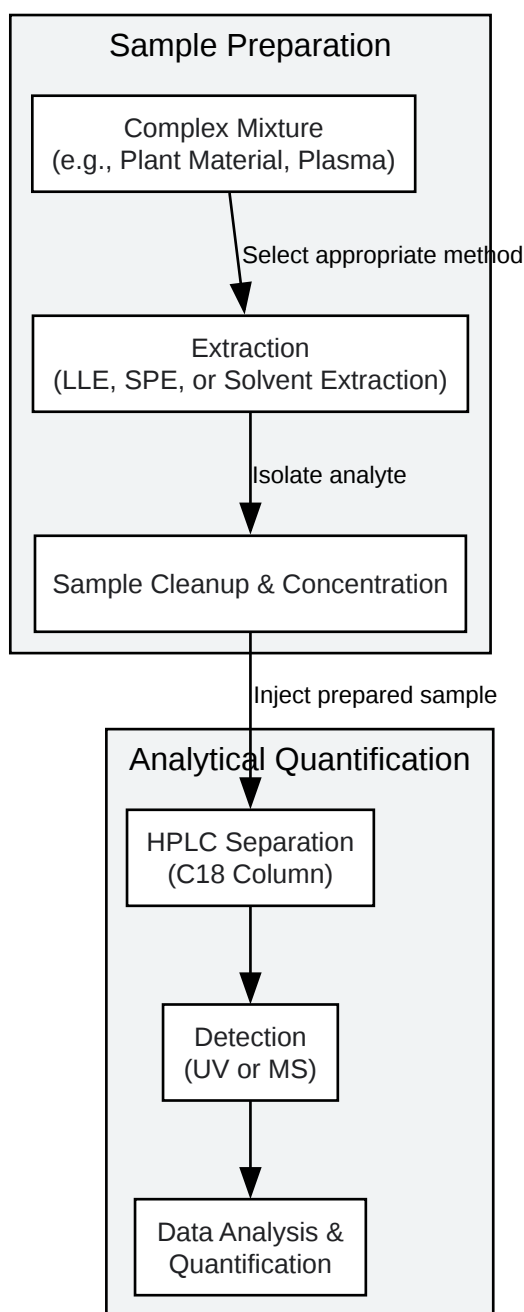 Sample Preparation
Complex Mixture
(e.g., Plant Material, Plasma)
Select appropriate method
Extraction
(LLE, SPE, or Solvent Extraction)
Isolate analyte
Sample Cleanup & Concentration
Inject prepared sample
Analytical Quantification
HPLC Separation
(C18 Column)
Detection
(UV or MS)
Data Analysis &
Quantification